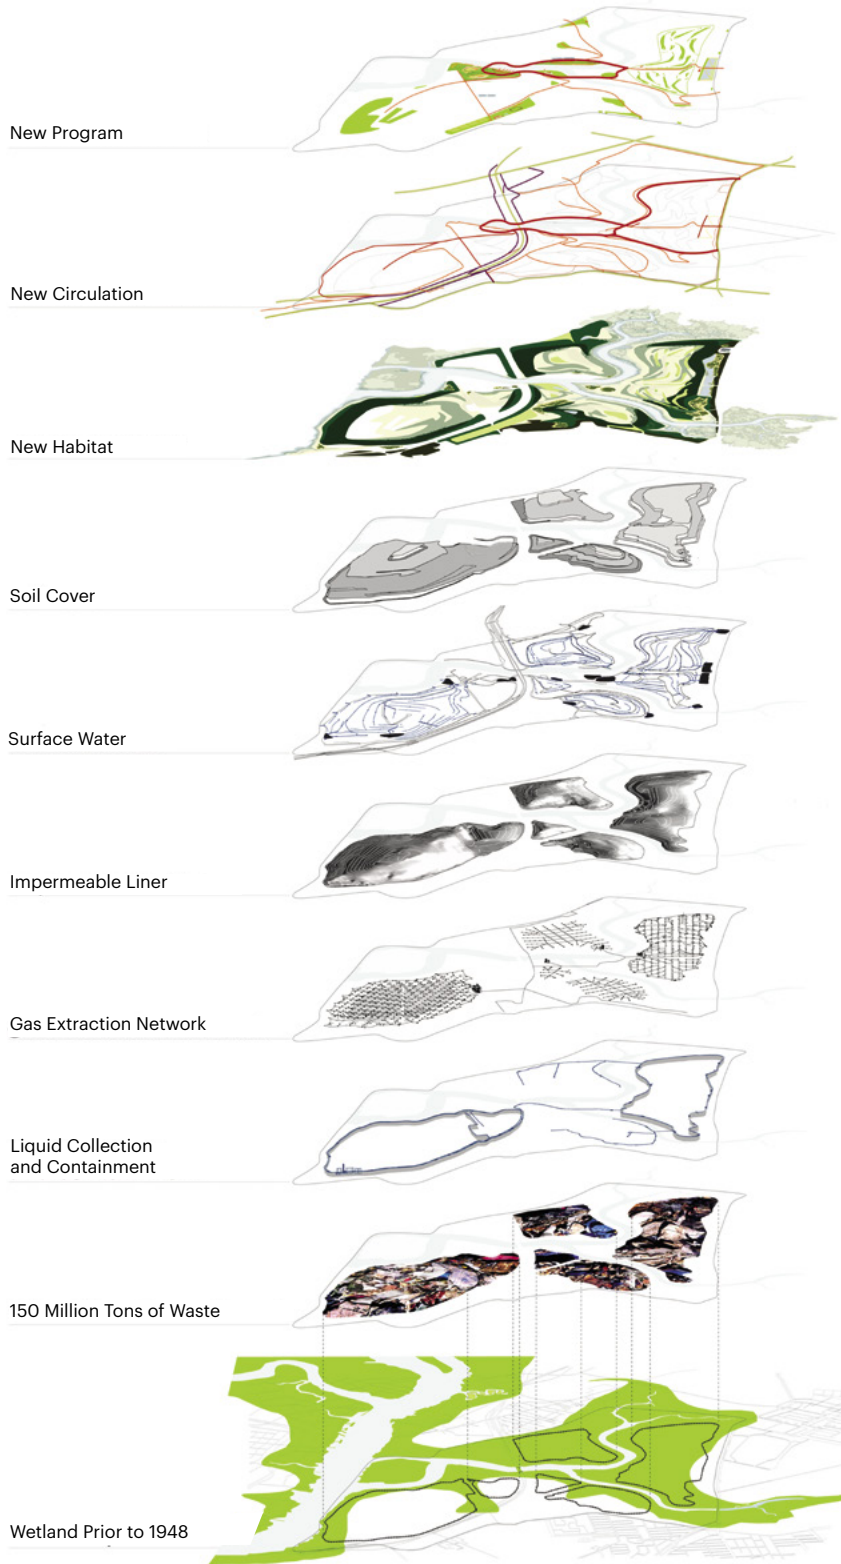 New Program
New Circulation
New Habitat
Soil Cover
Surface Water
Impermeable Liner
Gas Extraction Network
Liquid Collection
and Containment
150 Million Tons of Waste
Wetland Prior to 1948